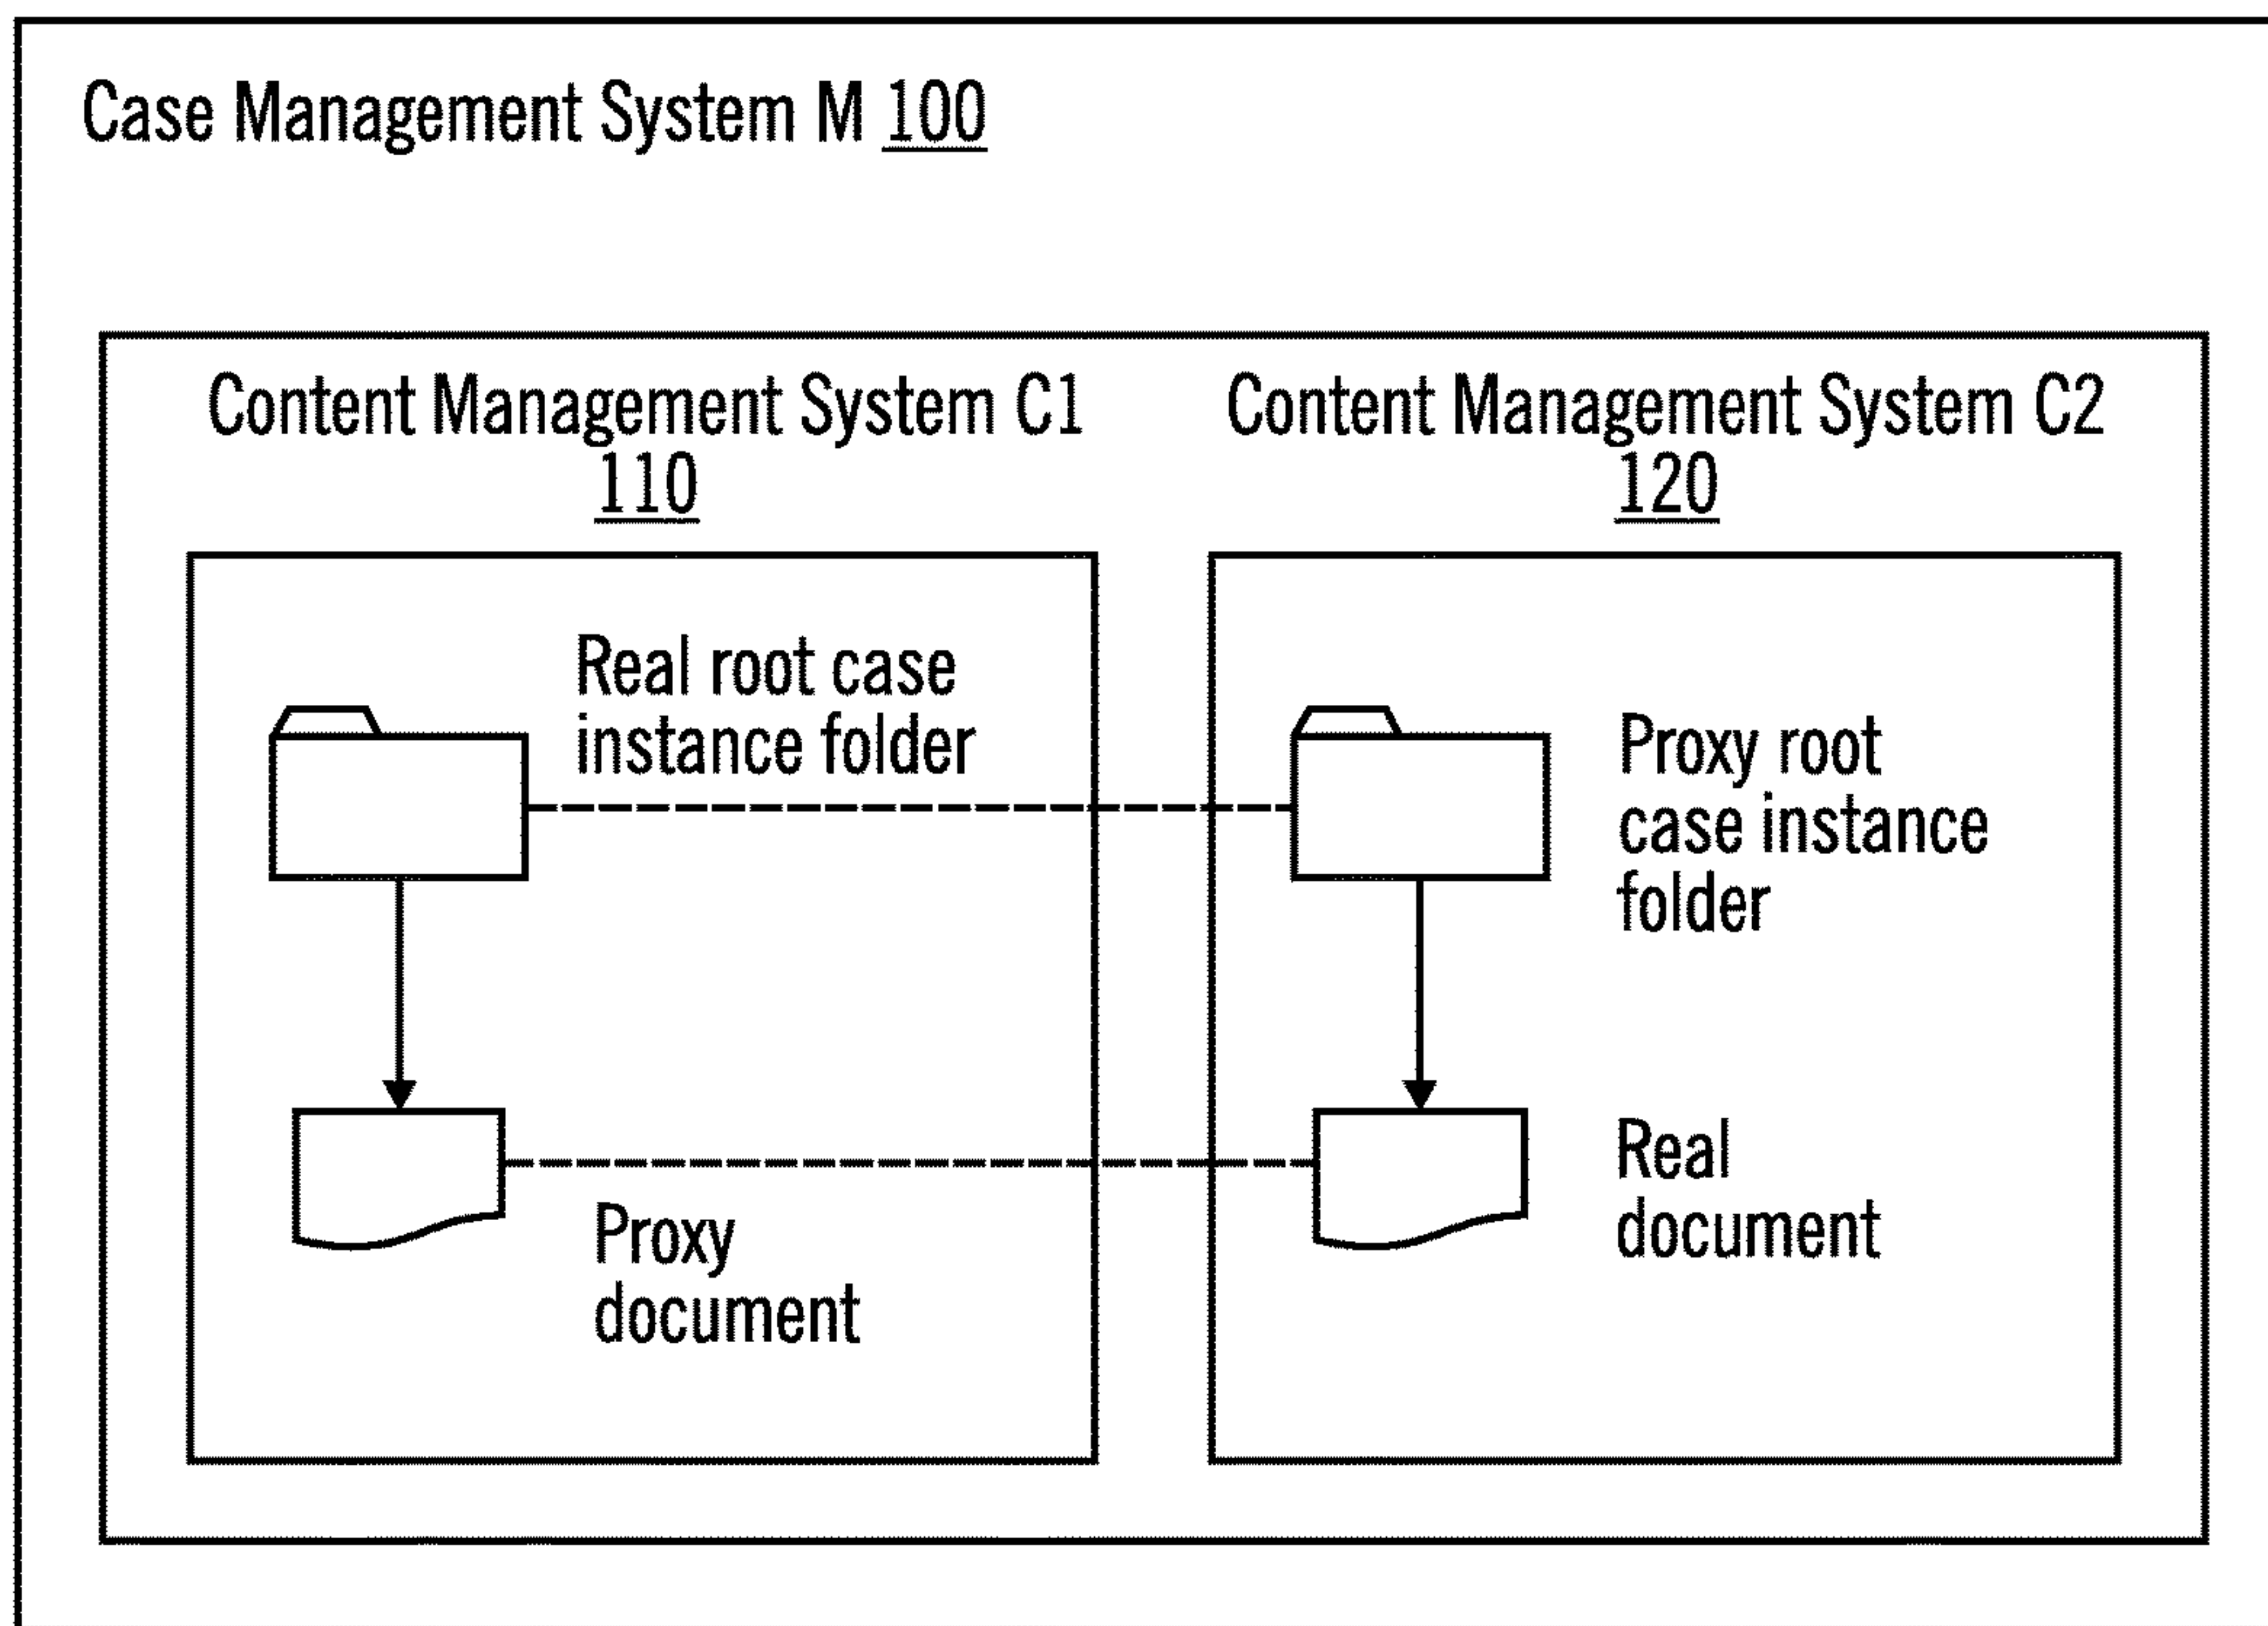 Case Management System M 100
Content Management System C1
110
Content Management System C2
120
Real root case
instance folder
Proxy root
case instance
folder
Proxy
document
Real
document